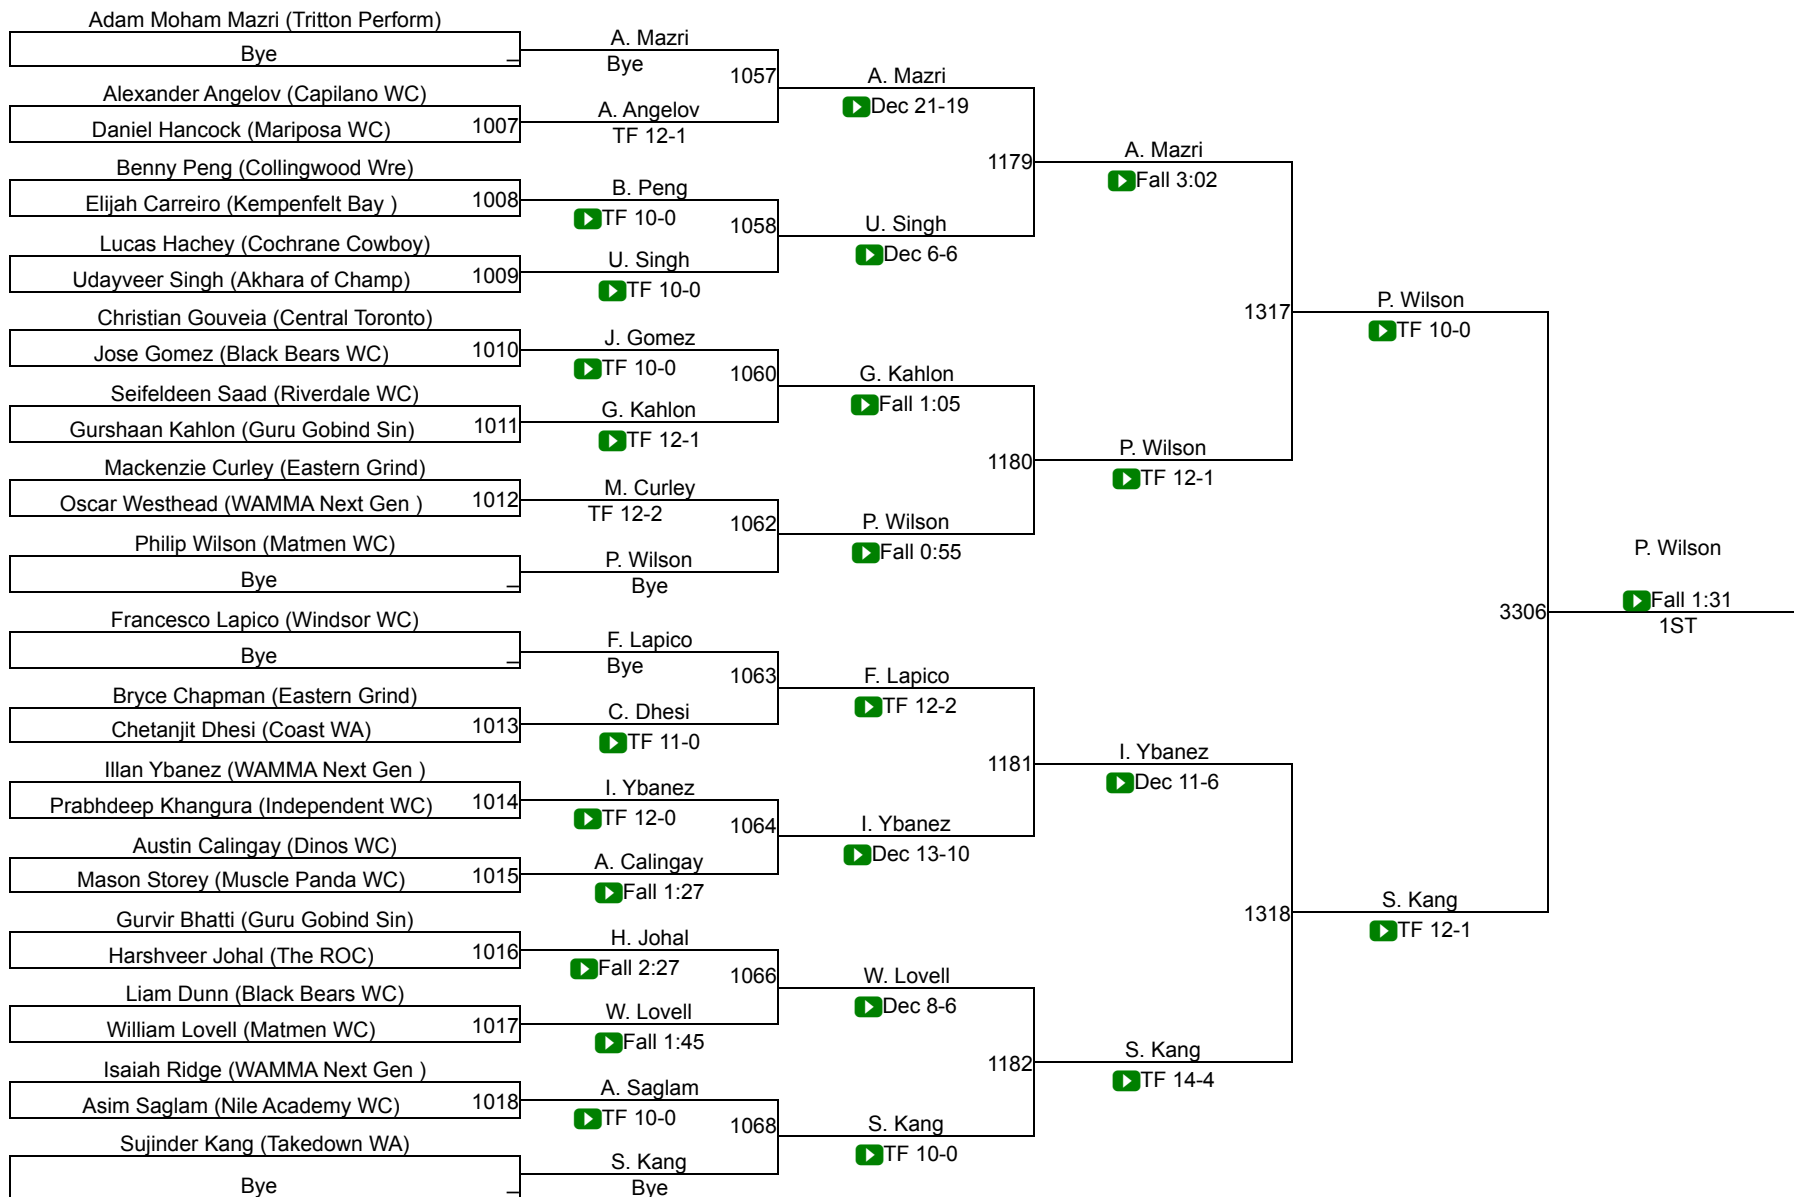 Adam Moham Mazri (Tritton Perform)
Bye _
A. Mazri
Bye
1057
Alexander Angelov (Capilano WC)
Daniel Hancock (Mariposa WC) 1007
A. Angelov
TF 12-1
A. Mazri
Dec 21-19
1179
Benny Peng (Collingwood Wre)
Elijah Carreiro (Kempenfelt Bay ) 1008
B. Peng
TF 10-0
1058
Lucas Hachey (Cochrane Cowboy)
Udayveer Singh (Akhara of Champ) 1009
U. Singh
TF 10-0
U. Singh
Dec 6-6
A. Mazri
Fall 3:02
1317
Christian Gouveia (Central Toronto)
Jose Gomez (Black Bears WC) 1010
J. Gomez
TF 10-0
1060
Seifeldeen Saad (Riverdale WC)
Gurshaan Kahlon (Guru Gobind Sin) 1011
G. Kahlon
TF 12-1
G. Kahlon
Fall 1:05
1180
Mackenzie Curley (Eastern Grind)
Oscar Westhead (WAMMA Next Gen ) 1012
M. Curley
TF 12-2
1062
Philip Wilson (Matmen WC)
Bye _
P. Wilson
Bye
P. Wilson
Fall 0:55
P. Wilson
TF 12-1
P. Wilson
TF 10-0
3306
Francesco Lapico (Windsor WC)
Bye _
F. Lapico
Bye
1063
Bryce Chapman (Eastern Grind)
Chetanjit Dhesi (Coast WA) 1013
C. Dhesi
TF 11-0
F. Lapico
TF 12-2
1181
Illan Ybanez (WAMMA Next Gen )
Prabhdeep Khangura (Independent WC) 1014
I. Ybanez
TF 12-0
1064
Austin Calingay (Dinos WC)
Mason Storey (Muscle Panda WC) 1015
A. Calingay
Fall 1:27
I. Ybanez
Dec 13-10
I. Ybanez
Dec 11-6
1318
Gurvir Bhatti (Guru Gobind Sin)
Harshveer Johal (The ROC) 1016
H. Johal
Fall 2:27
1066
Liam Dunn (Black Bears WC)
William Lovell (Matmen WC) 1017
W. Lovell
Fall 1:45
W. Lovell
Dec 8-6
1182
Isaiah Ridge (WAMMA Next Gen )
Asim Saglam (Nile Academy WC) 1018
A. Saglam
TF 10-0
1068
Sujinder Kang (Takedown WA)
Bye _
S. Kang
Bye
S. Kang
TF 10-0
S. Kang
TF 14-4
S. Kang
TF 12-1
P. Wilson
Fall 1:31
1ST